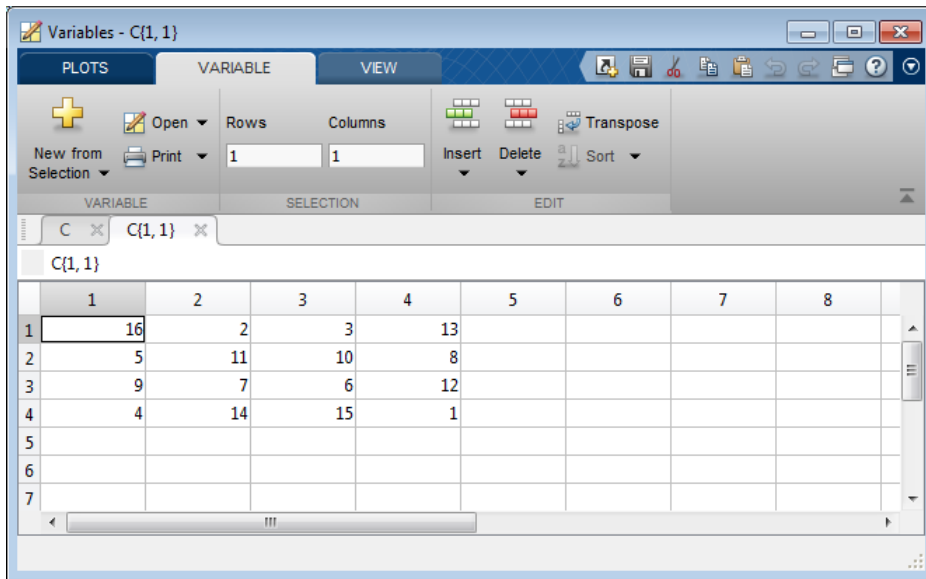 Variables - C{1, 1}
PLOTS VARIABLE VIEW
New from Selection
Open
Print
Rows Columns
1 1
Insert Delete
Transpose
a z Sort
VARIABLE SELECTION EDIT
C C{1, 1}
C{1, 1}
1 2 3 4 5 6 7 8
1 16 2 3 13
2 5 11 10 8
3 9 7 6 12
4 4 14 15 1
5
6
7